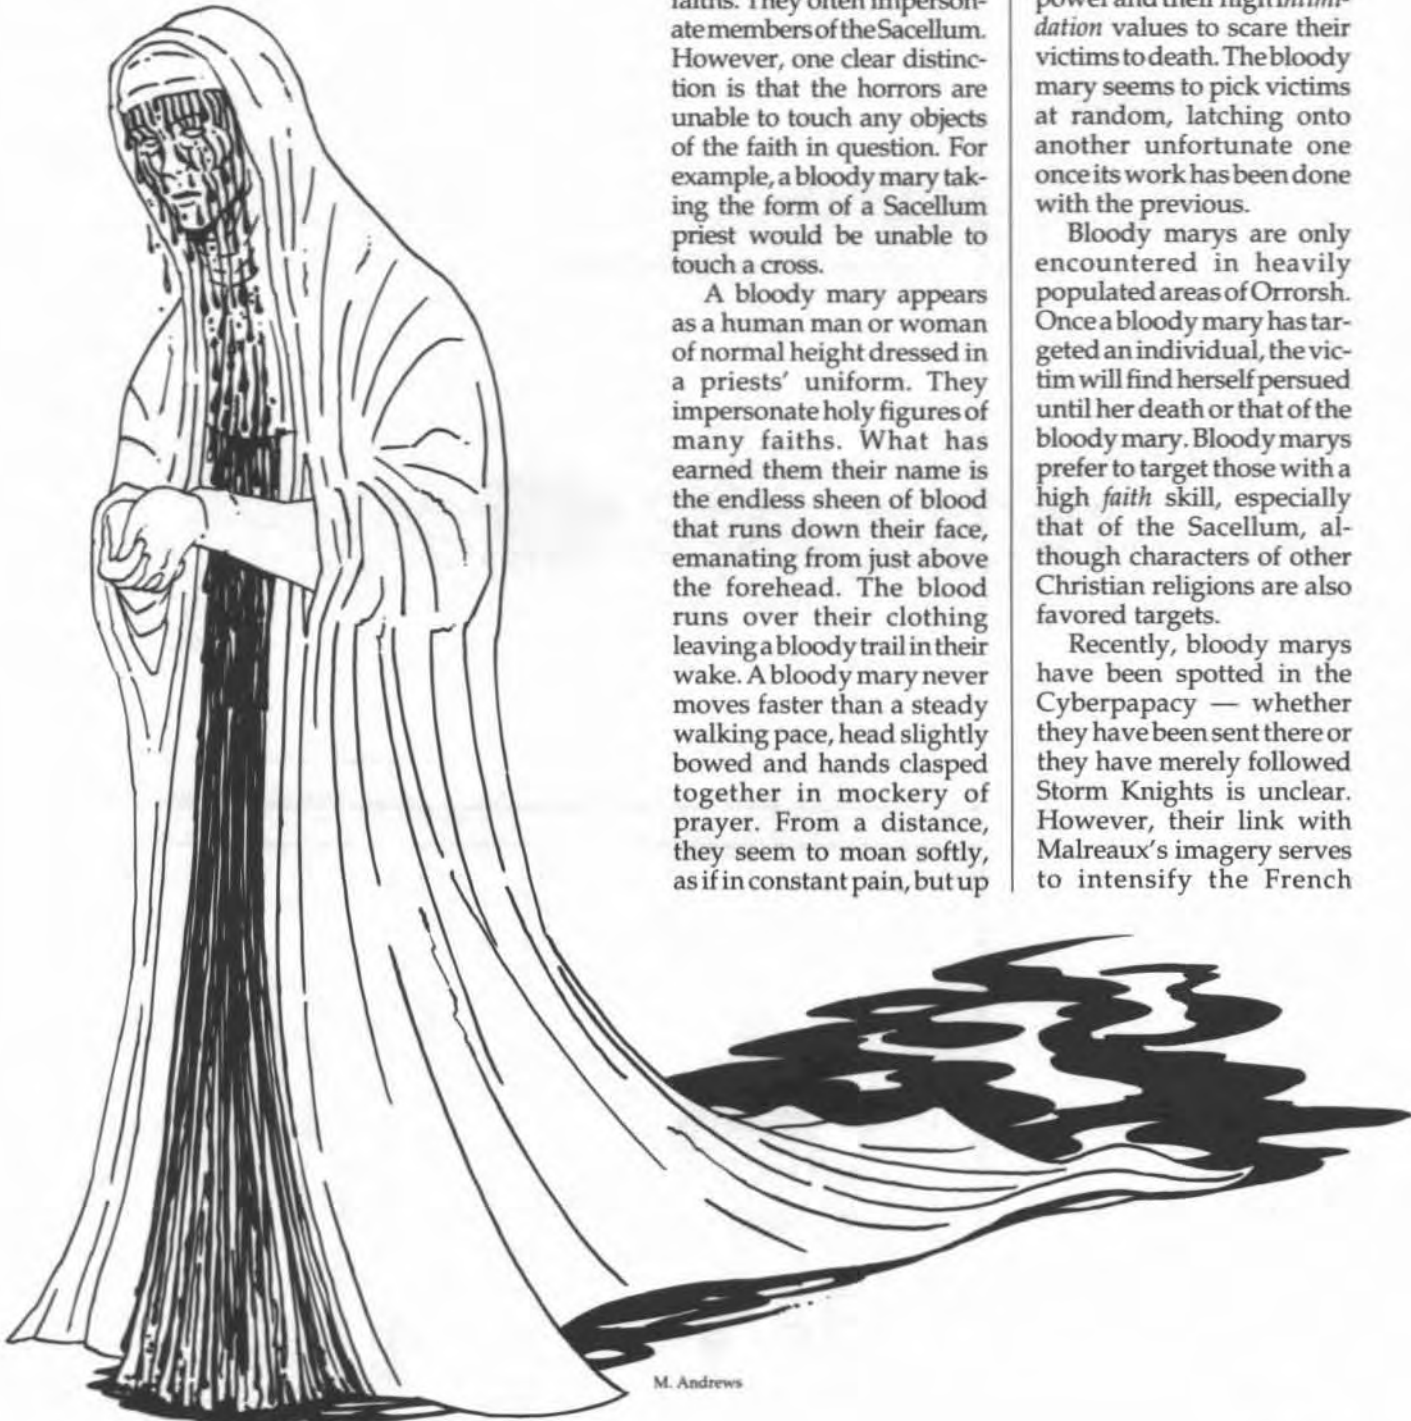 faiths. They often imperson-
ate members of the Sacellum.
However, one clear distinc-
tion is that the horrors are
unable to touch any objects
of the faith in question. For
example, a bloody mary tak-
ing the form of a Sacellum
priest would be unable to
touch a cross.
A bloody mary appears
as a human man or woman
of normal height dressed in
a priests' uniform. They
impersonate holy figures of
many faiths. What has
earned them their name is
the endless sheen of blood
that runs down their face,
emanating from just above
the forehead. The blood
runs over their clothing
leaving a bloody trail in their
wake. A bloody mary never
moves faster than a steady
walking pace, head slightly
bowed and hands clasped
together in mockery of
prayer. From a distance,
they seem to moan softly,
as if in constant pain, but up
power and their high intimi-
dation values to scare their
victims to death. The bloody
mary seems to pick victims
at random, latching onto
another unfortunate one
once its work has been done
with the previous.
Bloody marys are only
encountered in heavily
populated areas of Orrorsh.
Once a bloody mary has tar-
geted an individual, the vic-
tim will find herself persued
until her death or that of the
bloody mary. Bloody marys
prefer to target those with a
high faith skill, especially
that of the Sacellum, al-
though characters of other
Christian religions are also
favored targets.
Recently, bloody marys
have been spotted in the
Cyberpapacy — whether
they have been sent there or
they have merely followed
Storm Knights is unclear.
However, their link with
Malreaux's imagery serves
to intensify the French
M. Andrews